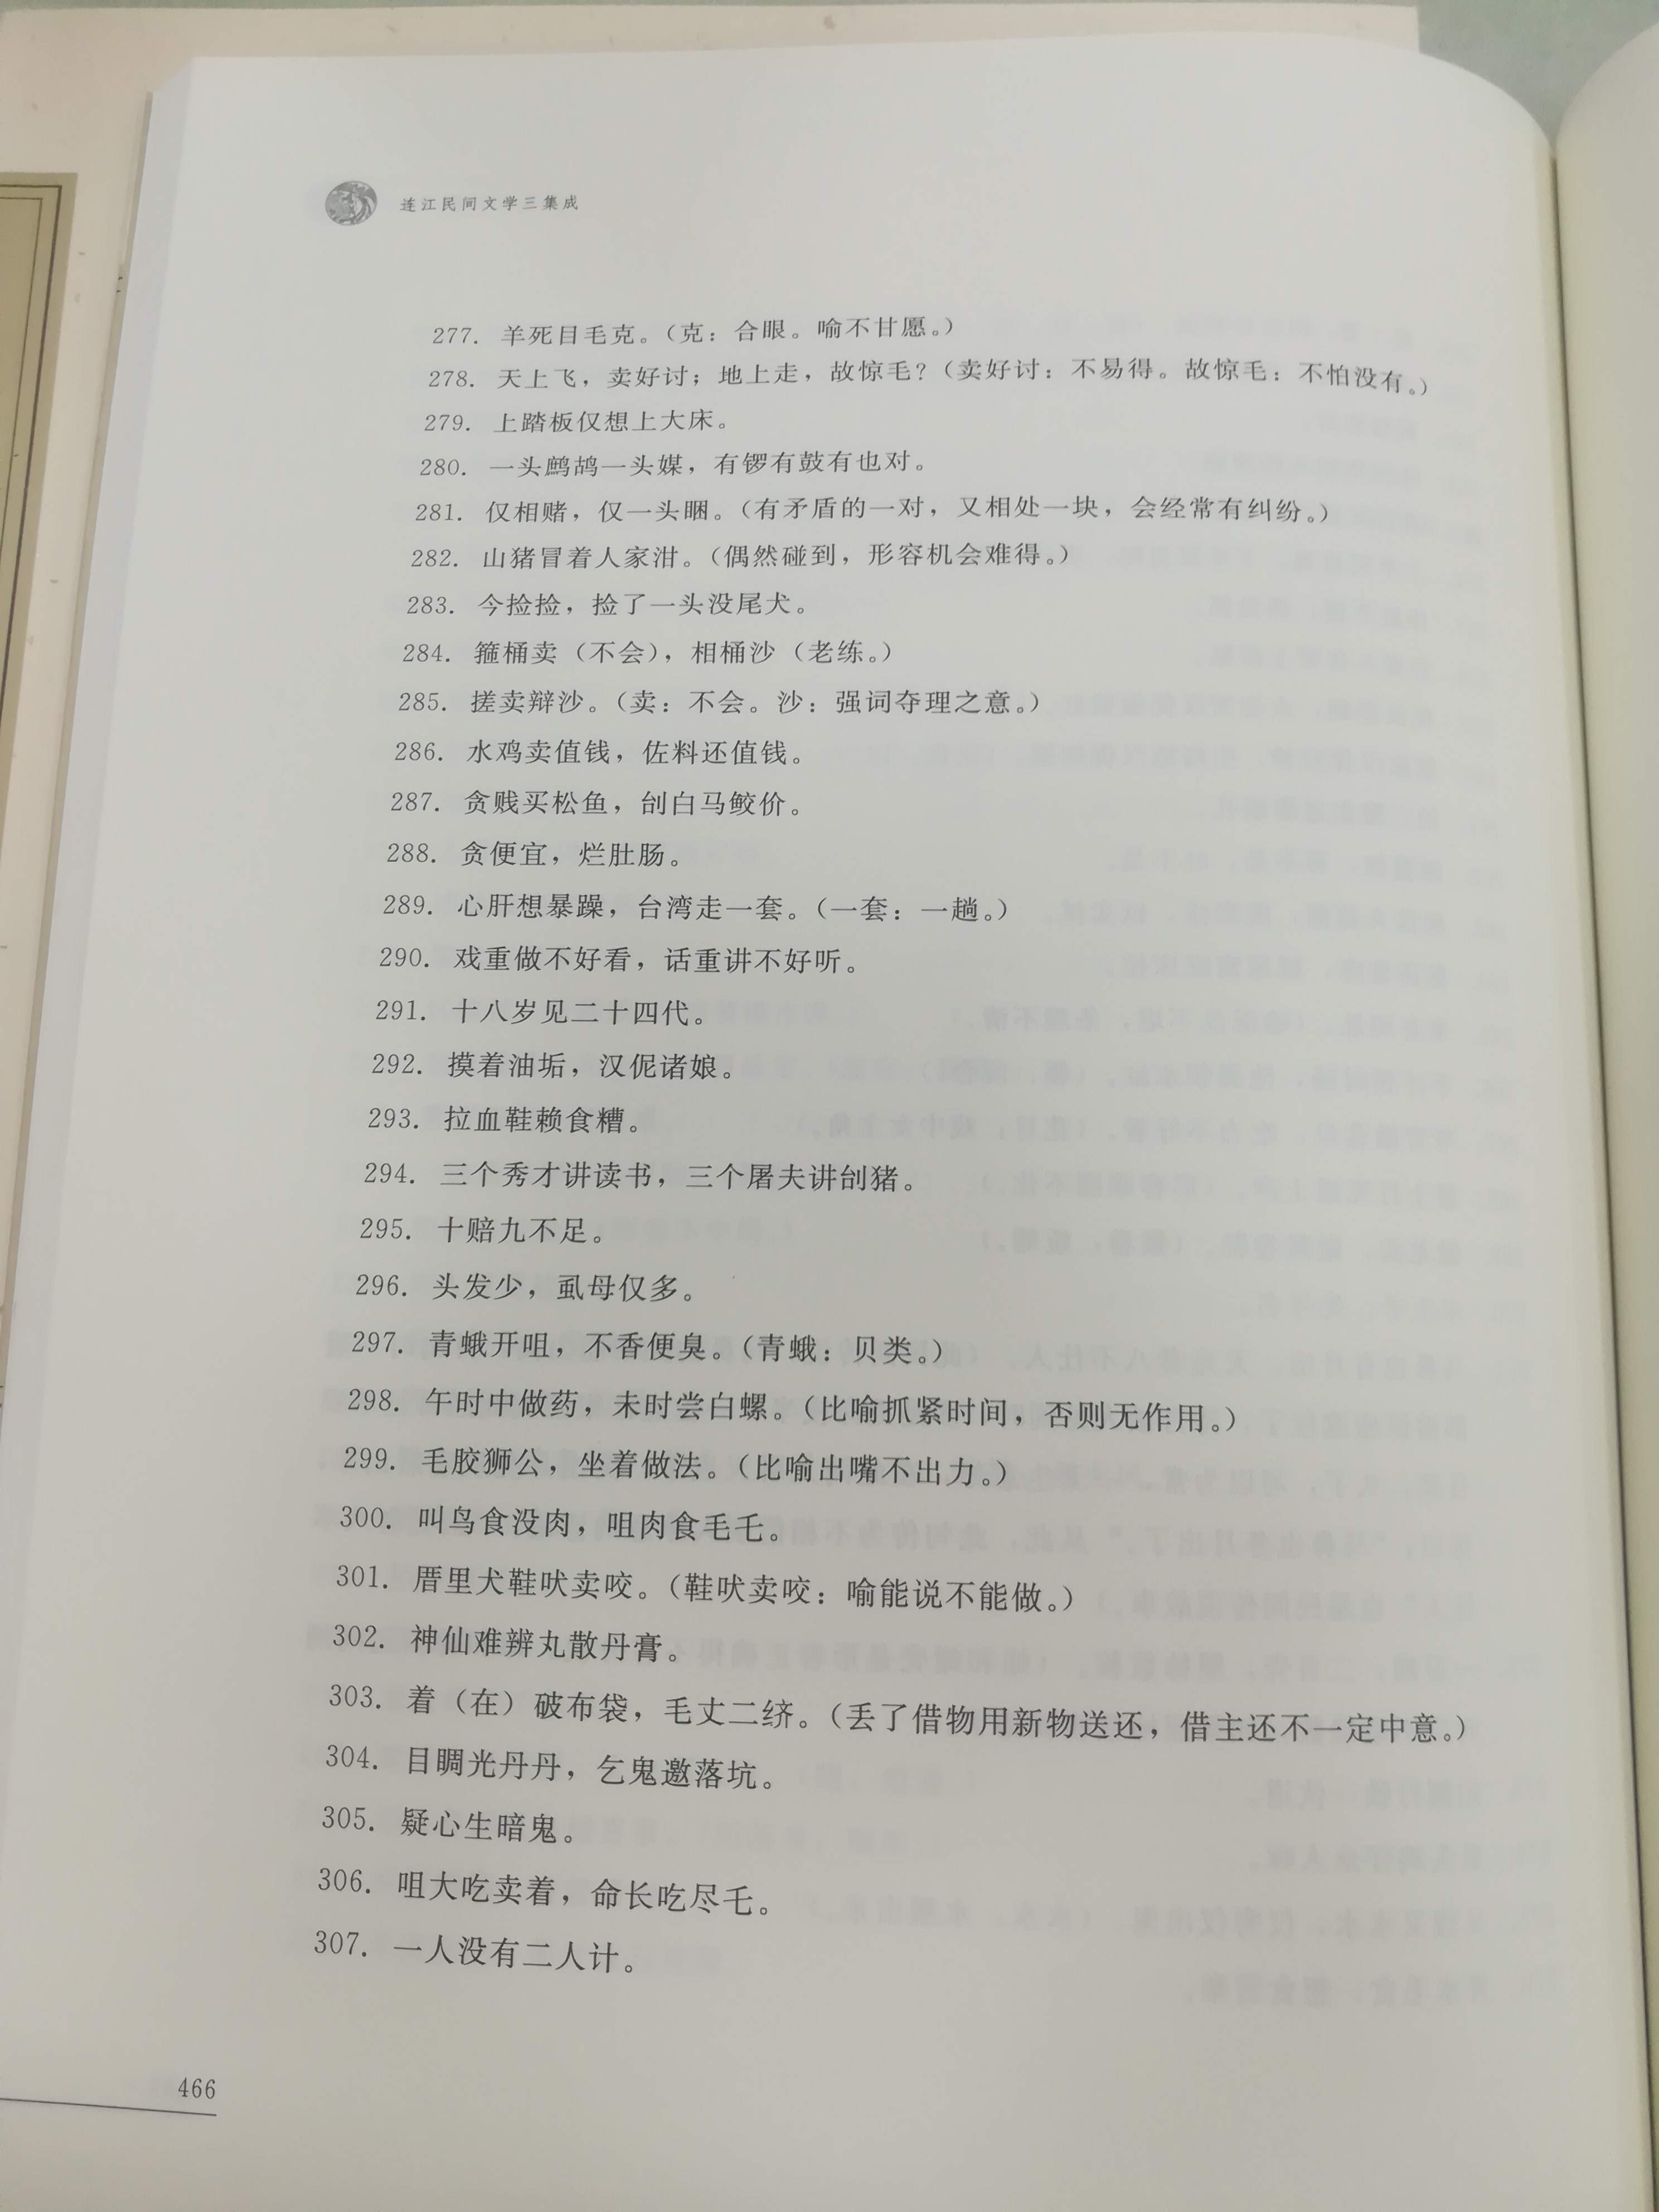 连江民间文学三集成
277. 羊死目毛克。（克：合眼。喻不甘愿。）
278. 天上飞，卖好讨；地上走，故惊毛？（卖好讨：不易得。故惊毛：不怕没有。）
279. 上踏板仅想上大床。
280. 一头鹧鸪一头媒，有锣有鼓有也对。
281. 仅相赌，仅一头睏。（有矛盾的一对，又相处一块，会经常有纠纷。）
282. 山猪冒着人家泔。（偶然碰到，形容机会难得。）
283. 今捡捡，捡了一头没尾犬。
284. 箍桶卖（不会），相桶沙（老练。）
285. 搓卖辩沙。（卖：不会。沙：强词夺理之意。）
286. 水鸡卖值钱，佐料还值钱。
287. 贪贱买松鱼，刣白马鲛价。
288. 贪便宜，烂肚肠。
289. 心肝想暴躁，台湾走一套。（一套：一趟。）
290. 戏重做不好看，话重讲不好听。
291. 十八岁见二十四代。
292. 摸着油垢，汉伲诸娘。
293. 拉血鞋赖食糟。
294. 三个秀才讲读书，三个屠夫讲刣猪。
295. 十赔九不足。
296. 头发少，虱母仅多。
297. 青蛾开咀，不香便臭。（青蛾：贝类。）
298. 午时中做药，未时尝白螺。（比喻抓紧时间，否则无作用。）
299. 毛胶狮公，坐着做法。（比喻出嘴不出力。）
300. 叫鸟食没肉，咀肉食毛乇。
301. 厝里犬鞋吠卖咬。（鞋吠卖咬：喻能说不能做。）
302. 神仙难辨丸散丹膏。
303. 着（在）破布袋，毛丈二纾。（丢了借物用新物送还，借主还不一定中意。）
304. 目睭光丹丹，乞鬼邀落坑。
305. 疑心生暗鬼。
306. 咀大吃卖着，命长吃尽乇。
307. 一人没有二人计。
466